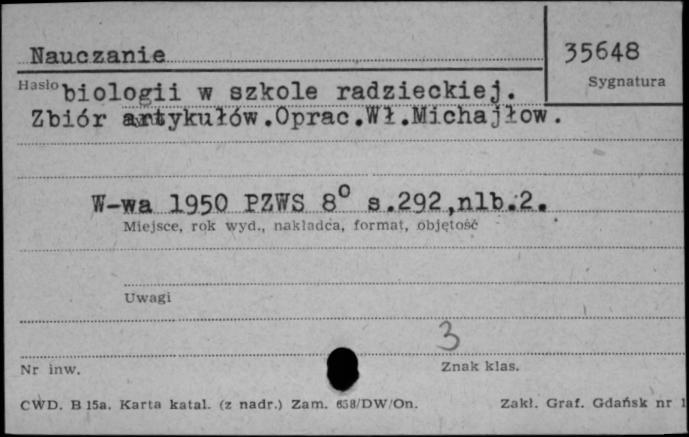 Nauczanie
35648
Hasło
Sygnatura
biologii w szkole radzieckiej.
Zbiór artykułów.Oprac.Wł.Michajłow.
W-wa 1950 PZWS 8° s.292,nlb.2.
Miejsce, rok wyd., nakładca, format, objętość
Uwagi
3
Nr inw.
Znak klas.
CWD. B 15a. Karta katal. (z nadr.) Zam. 658/DW/On.
Zakł. Graf. Gdańsk nr 1